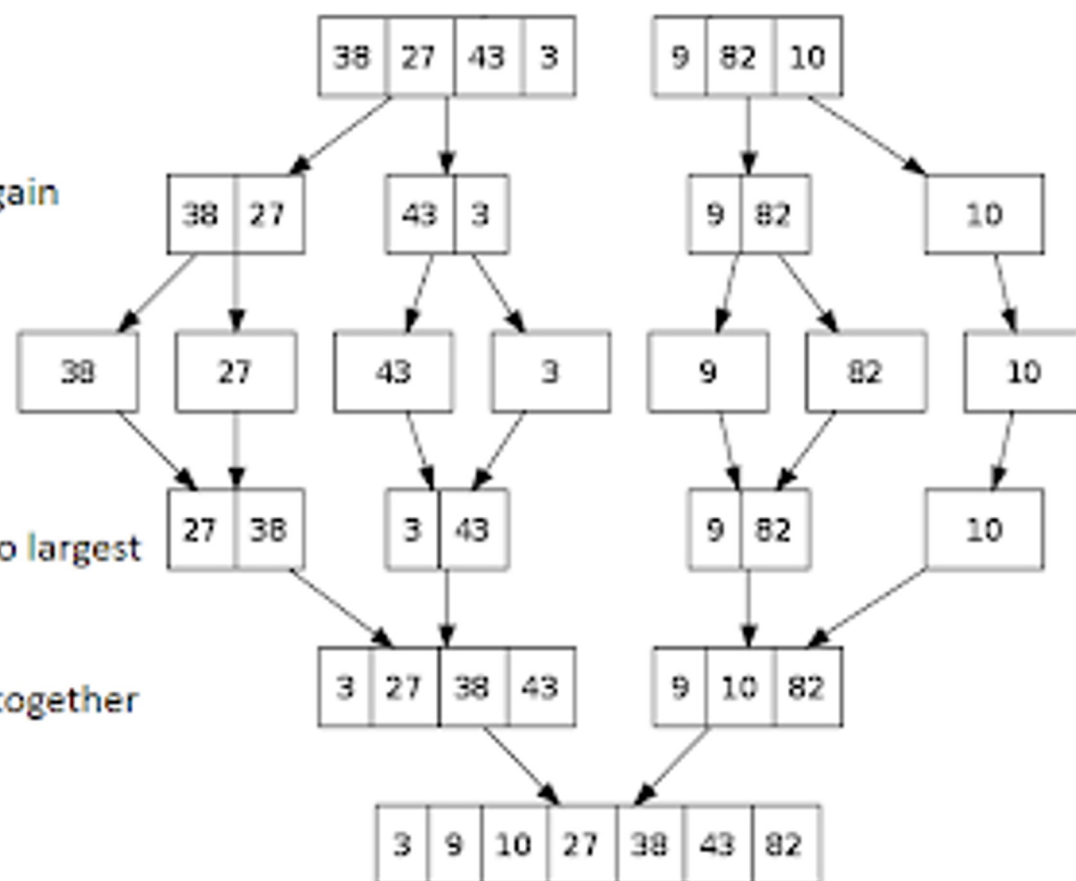 38 27 43 3 9 82 10
gain 38 27 43 3 9 82 10
38 27 43 3 9 82 10
o largest 27 38 3 43 9 82 10
together 3 27 38 43 9 10 82
3 9 10 27 38 43 82